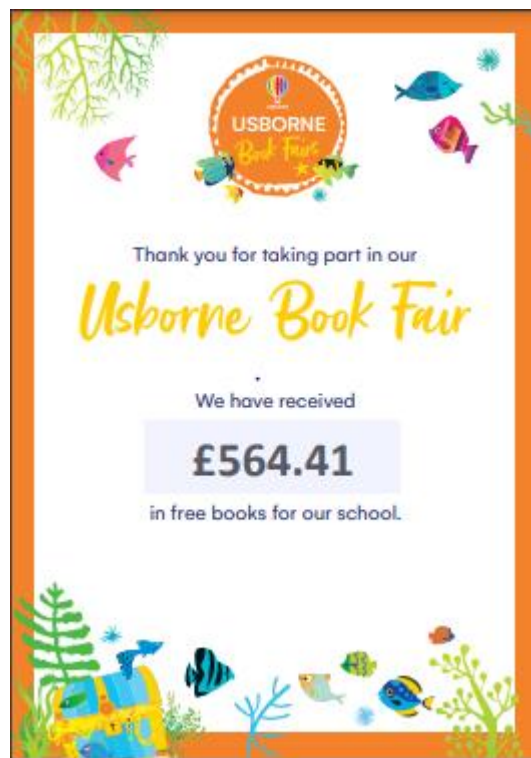 USBORNE
Book Fairs
Thank you for taking part in our
Usborne Book Fair
We have received
£564.41
in free books for our school.